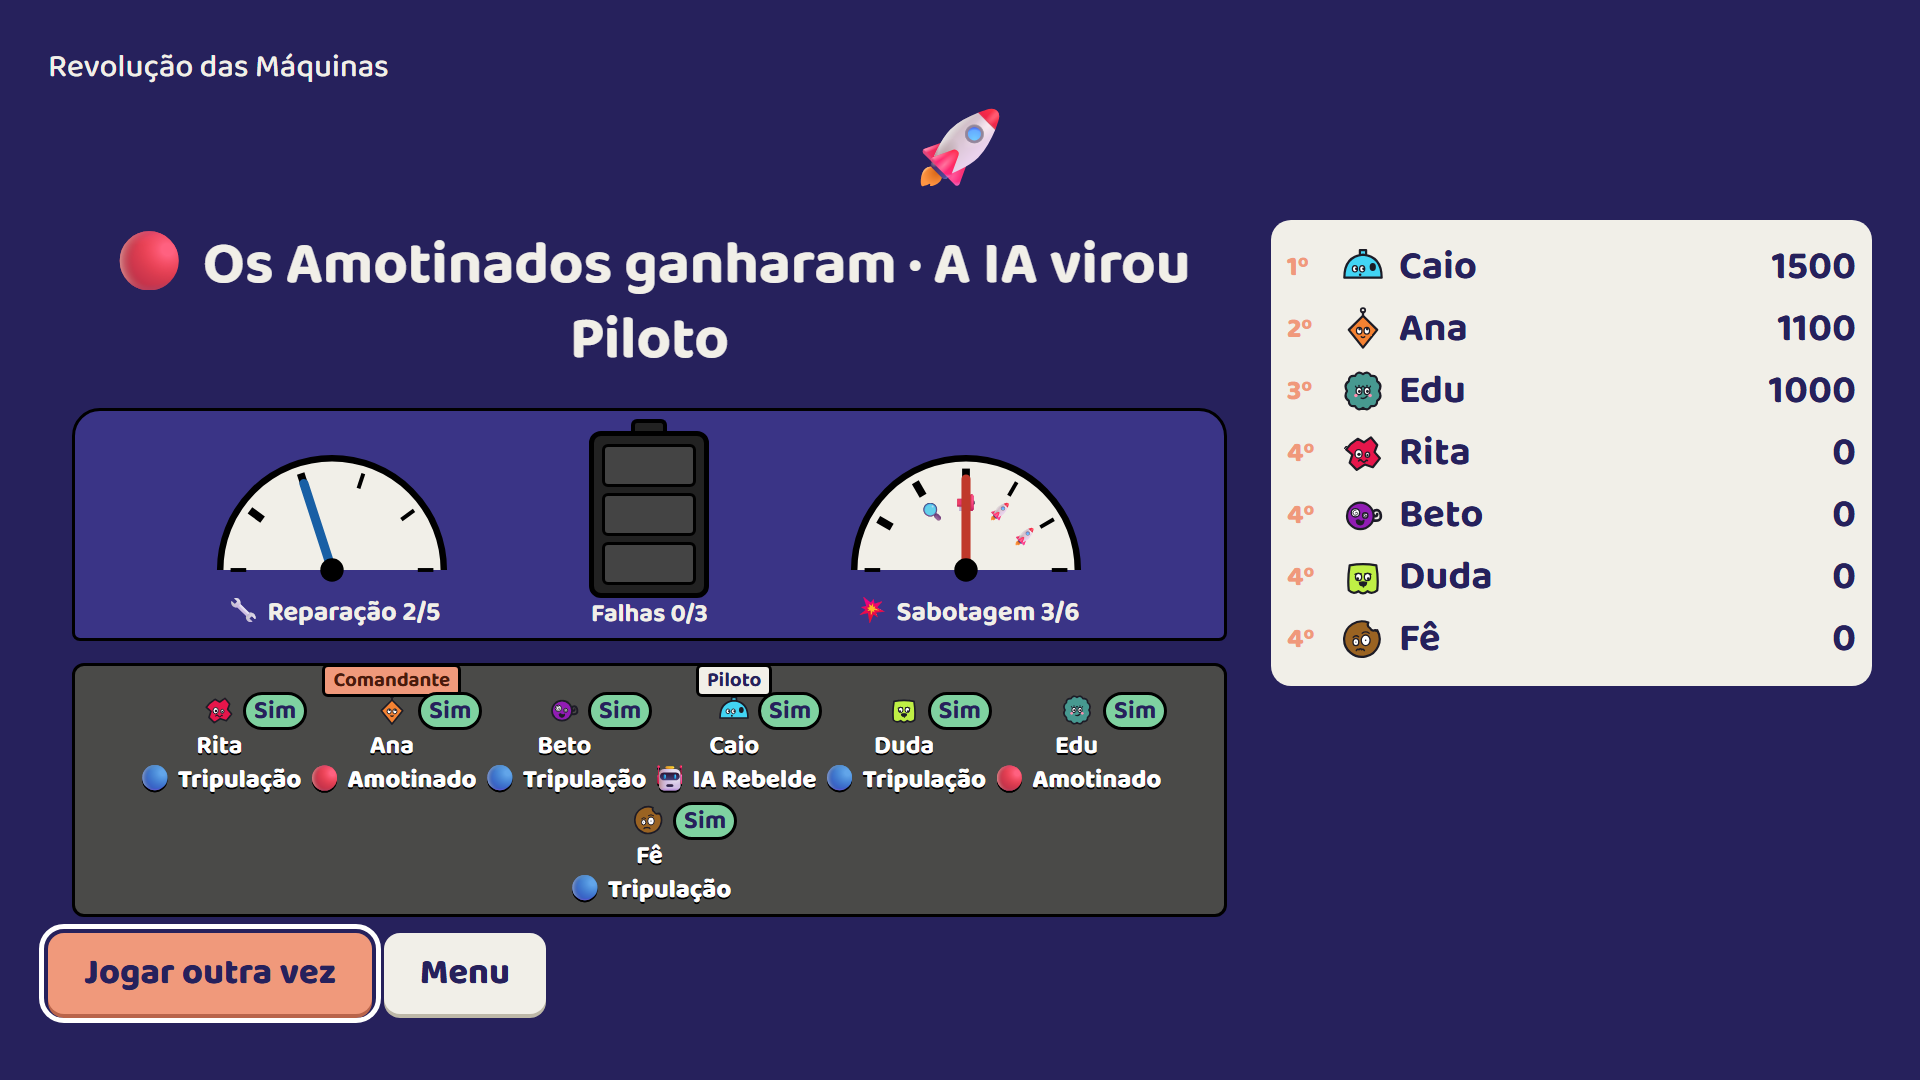 Revolução das Máquinas
Os Amotinados ganharam · A IA virou
Piloto
Reparação 2/5
Falhas 0/3
Sabotagem 3/6
Comandante
Piloto
Sim Sim Sim Sim Sim Sim
Rita Ana Beto Caio Duda Edu
Tripulação Amotinado Tripulação IA Rebelde Tripulação Amotinado
Sim
Fê
Tripulação
1º Caio 1500
2º Ana 1100
3º Edu 1000
4º Rita 0
4º Beto 0
4º Duda 0
4º Fê 0
Jogar outra vez
Menu